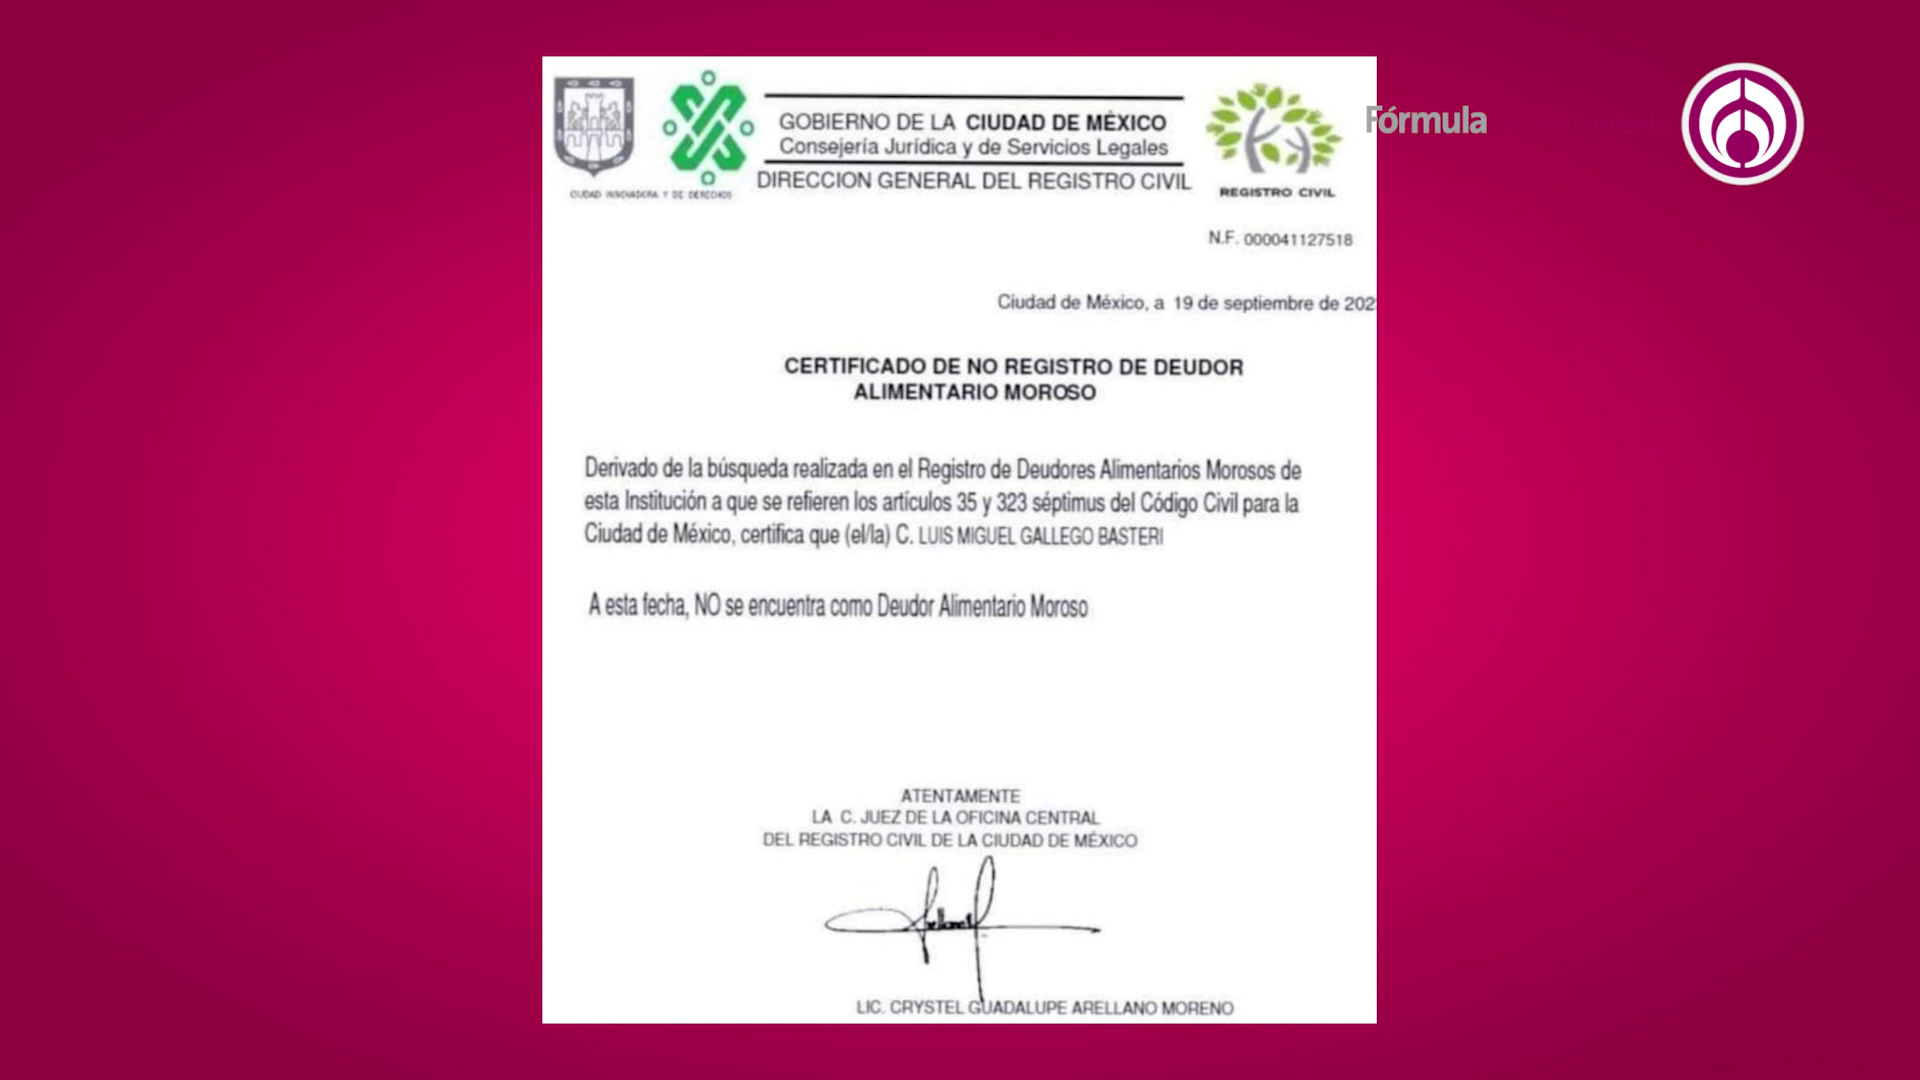 GOBIERNO DE LA CIUDAD DE MÉXICO
Consejería Jurídica y de Servicios Legales
DIRECCION GENERAL DEL REGISTRO CIVIL
CIUDAD INNOVADORA Y DE DERECHOS
REGISTRO CIVIL
Fórmula
N.F. 000041127518
Ciudad de México, a 19 de septiembre de
CERTIFICADO DE NO REGISTRO DE DEUDOR
ALIMENTARIO MOROSO
Derivado de la búsqueda realizada en el Registro de Deudores Alimentarios Morosos de
esta Institución a que se refieren los artículos 35 y 323 séptimus del Código Civil para la
Ciudad de México, certifica que (el/la) C. LUIS MIGUEL GALLEGO BASTERI
A esta fecha, NO se encuentra como Deudor Alimentario Moroso
ATENTAMENTE
LA C. JUEZ DE LA OFICINA CENTRAL
DEL REGISTRO CIVIL DE LA CIUDAD DE MÉXICO
LIC. CRYSTEL GUADALUPE ARELLANO MORENO